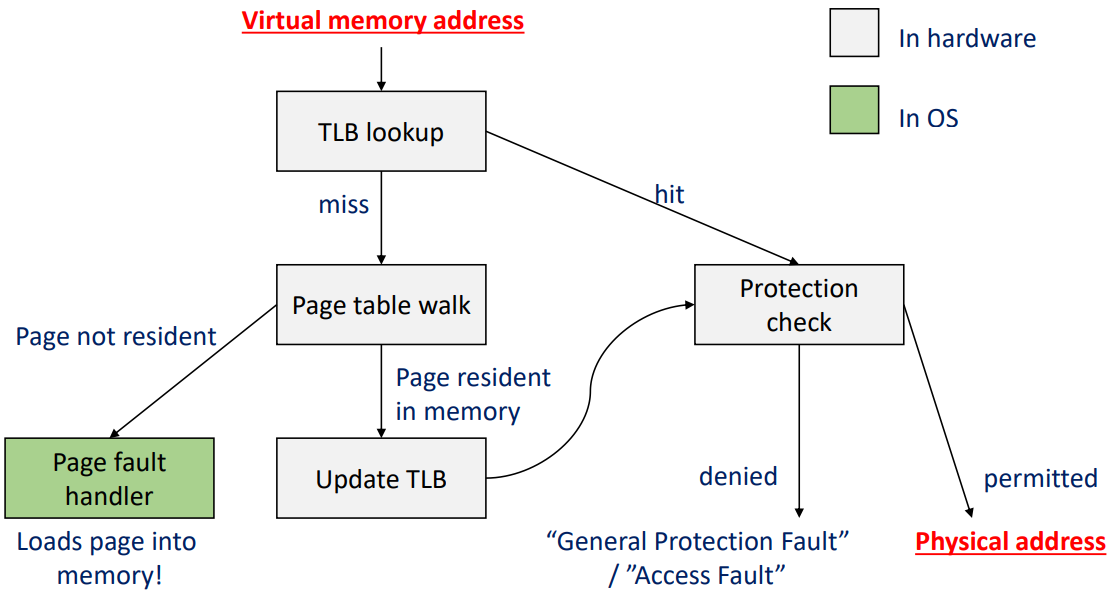 Virtual memory address
In hardware
In OS
TLB lookup
miss
hit
Page table walk
Protection
check
Page not resident
Page resident
in memory
Page fault
handler
Update TLB
denied
permitted
Loads page into
memory!
“General Protection Fault”
/ ”Access Fault”
Physical address